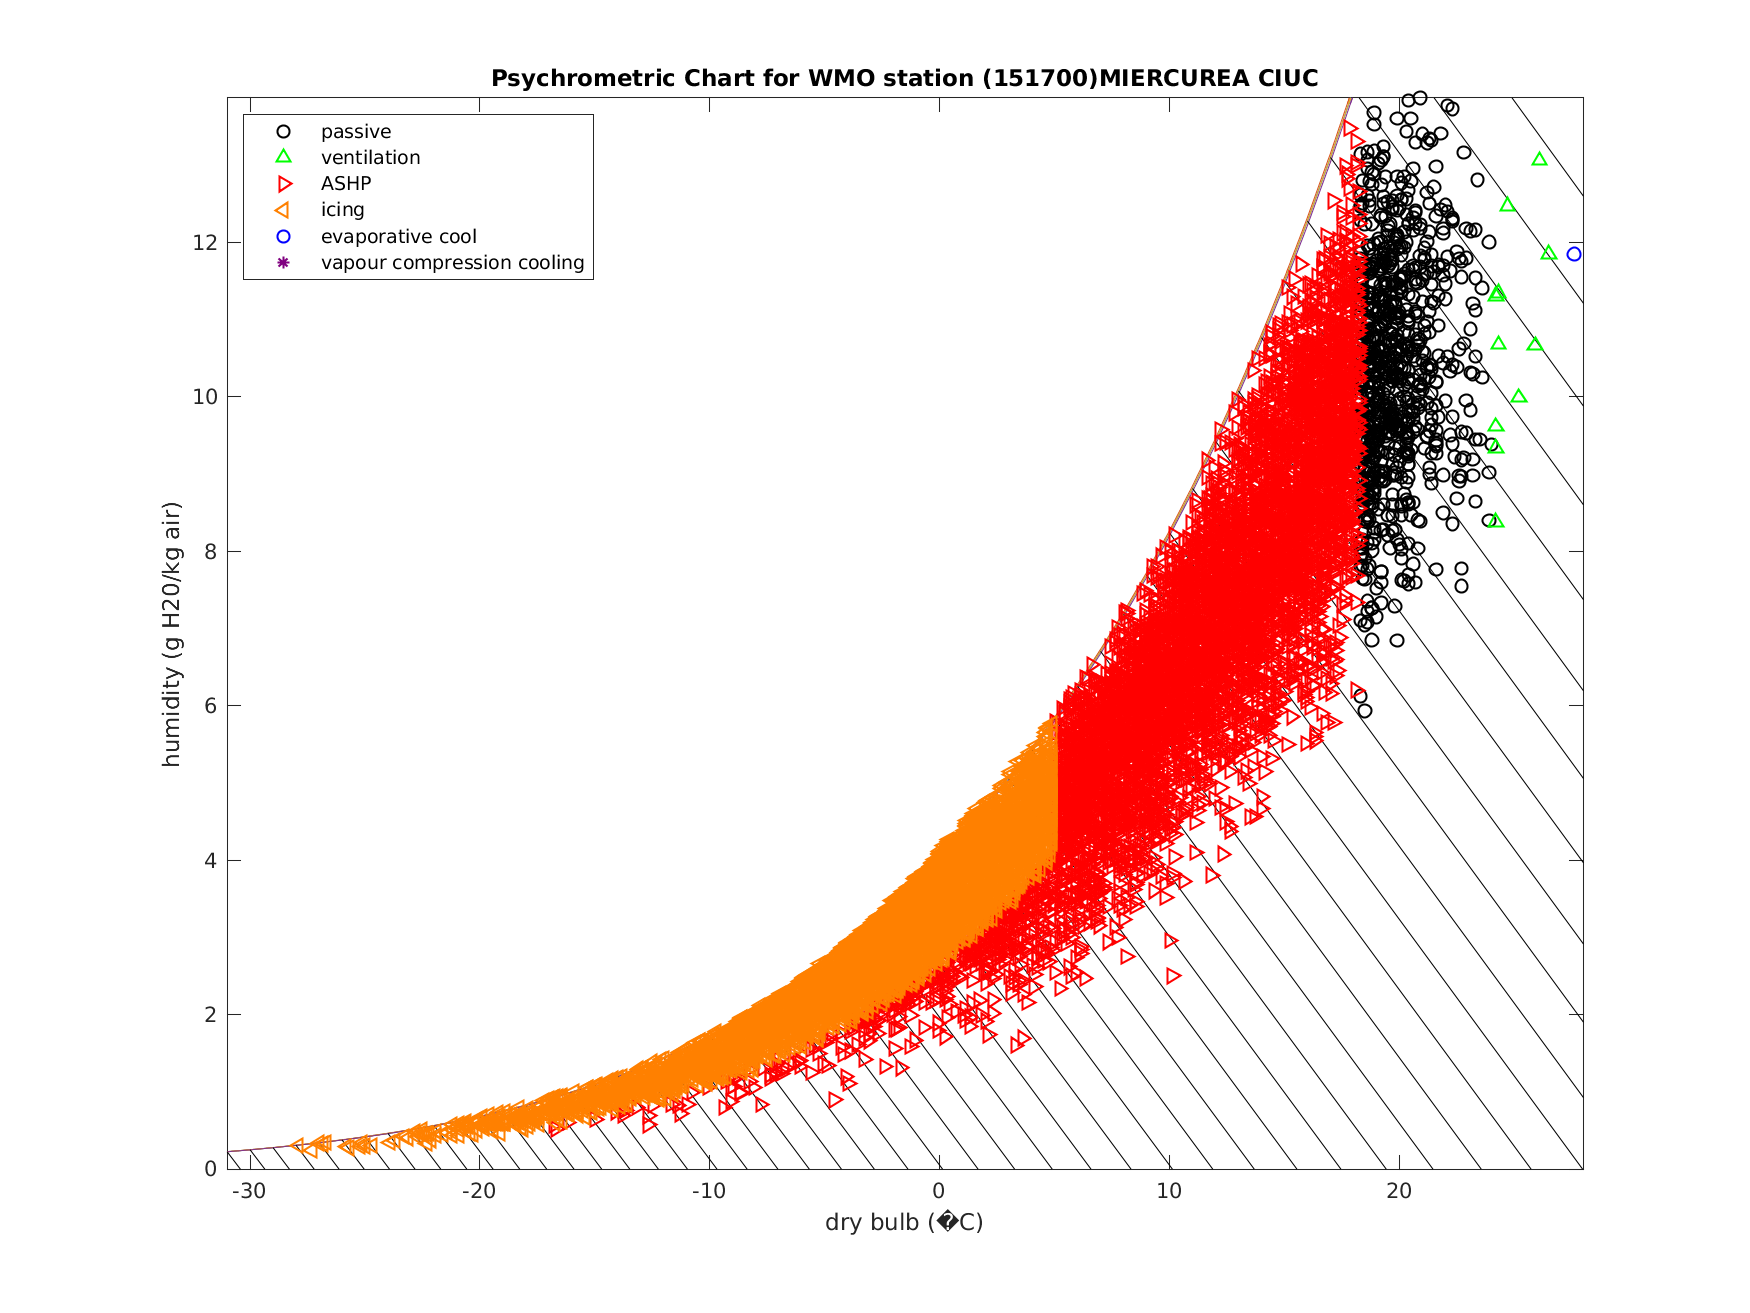 Psychrometric Chart for WMO station (151700)MIERCUREA CIUC
passive
ventilation
ASHP
icing
evaporative cool
vapour compression cooling
humidity (g H20/kg air)
12
10
8
6
4
2
0
-30 -20 -10 0 10 20
dry bulb (�C)